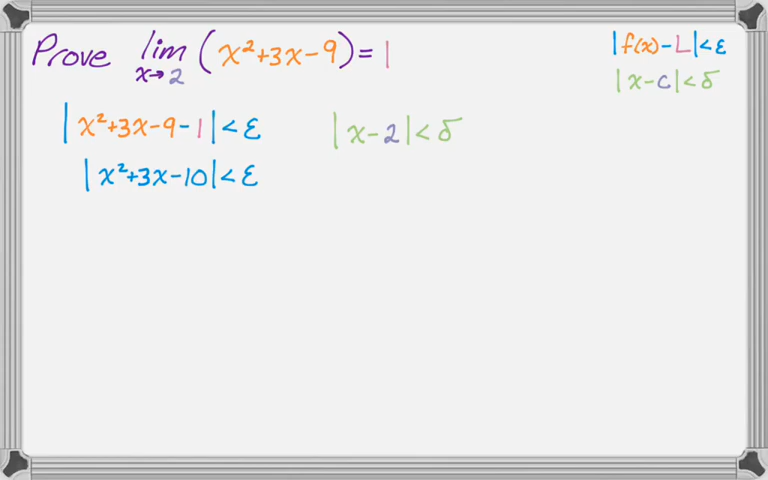 Prove lim x→2 (x²+3x-9)=1
|f(x)-L|<ε
|x-c|<δ
|x²+3x-9-1|<ε |x-2|<δ
|x²+3x-10|<ε